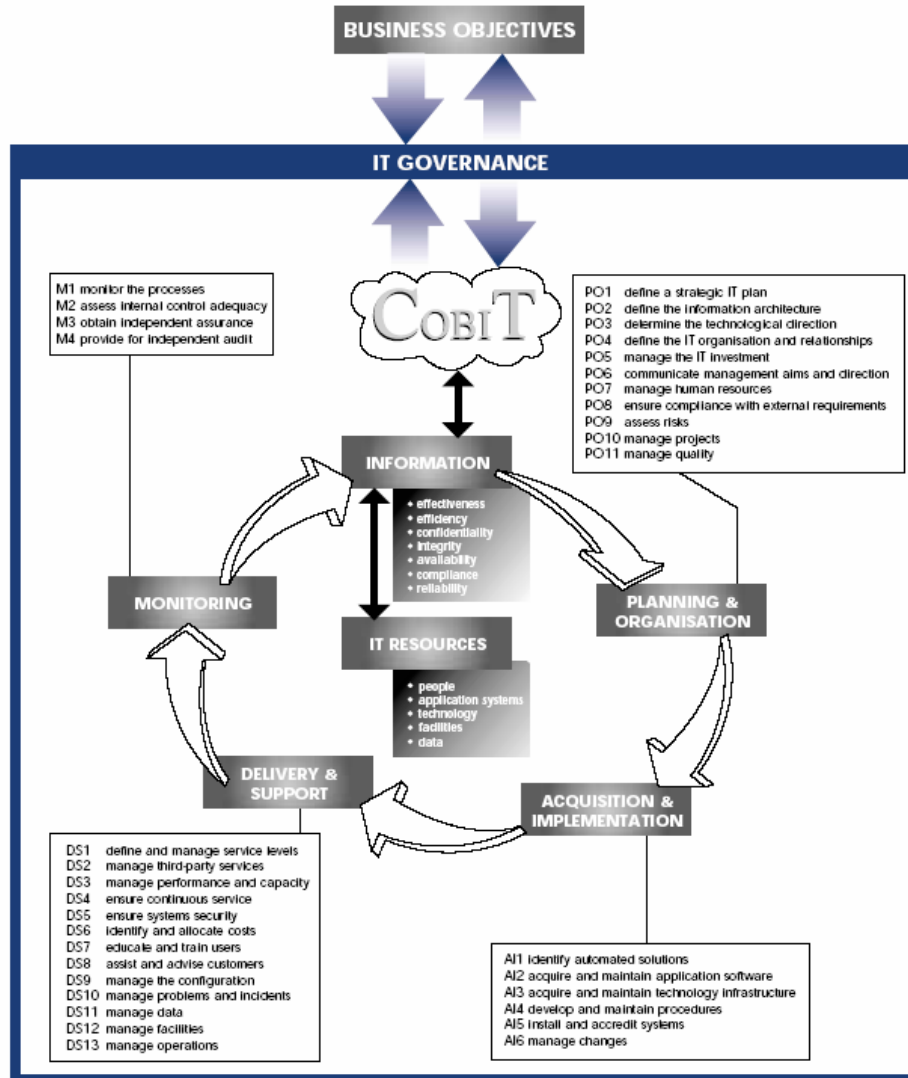 BUSINESS OBJECTIVES
IT GOVERNANCE
COBIT
M1 monitor the processes
M2 assess internal control adequacy
M3 obtain independent assurance
M4 provide for independent audit
PO1 define a strategic IT plan
PO2 define the information architecture
PO3 determine the technological direction
PO4 define the IT organisation and relationships
PO5 manage the IT investment
PO6 communicate management aims and direction
PO7 manage human resources
PO8 ensure compliance with external requirements
PO9 assess risks
PO10 manage projects
PO11 manage quality
INFORMATION
effectiveness
efficiency
confidentiality
integrity
availability
compliance
reliability
MONITORING
PLANNING &
ORGANISATION
IT RESOURCES
people
application systems
technology
facilities
data
DELIVERY &
SUPPORT
ACQUISITION &
IMPLEMENTATION
DS1 define and manage service levels
DS2 manage third-party services
DS3 manage performance and capacity
DS4 ensure continuous service
DS5 ensure systems security
DS6 identify and allocate costs
DS7 educate and train users
DS8 assist and advise customers
DS9 manage the configuration
DS10 manage problems and incidents
DS11 manage data
DS12 manage facilities
DS13 manage operations
AI1 identify automated solutions
AI2 acquire and maintain application software
AI3 acquire and maintain technology infrastructure
AI4 develop and maintain procedures
AI5 install and accredit systems
AI6 manage changes